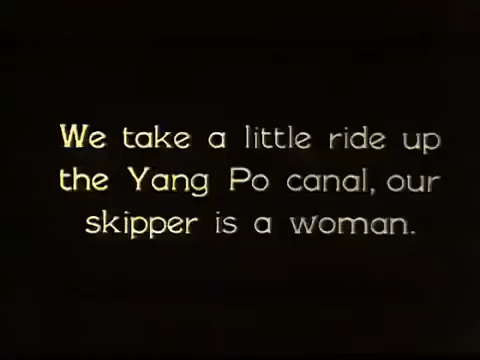 We take a little ride up
the Yang Po canal, our
skipper is a woman.